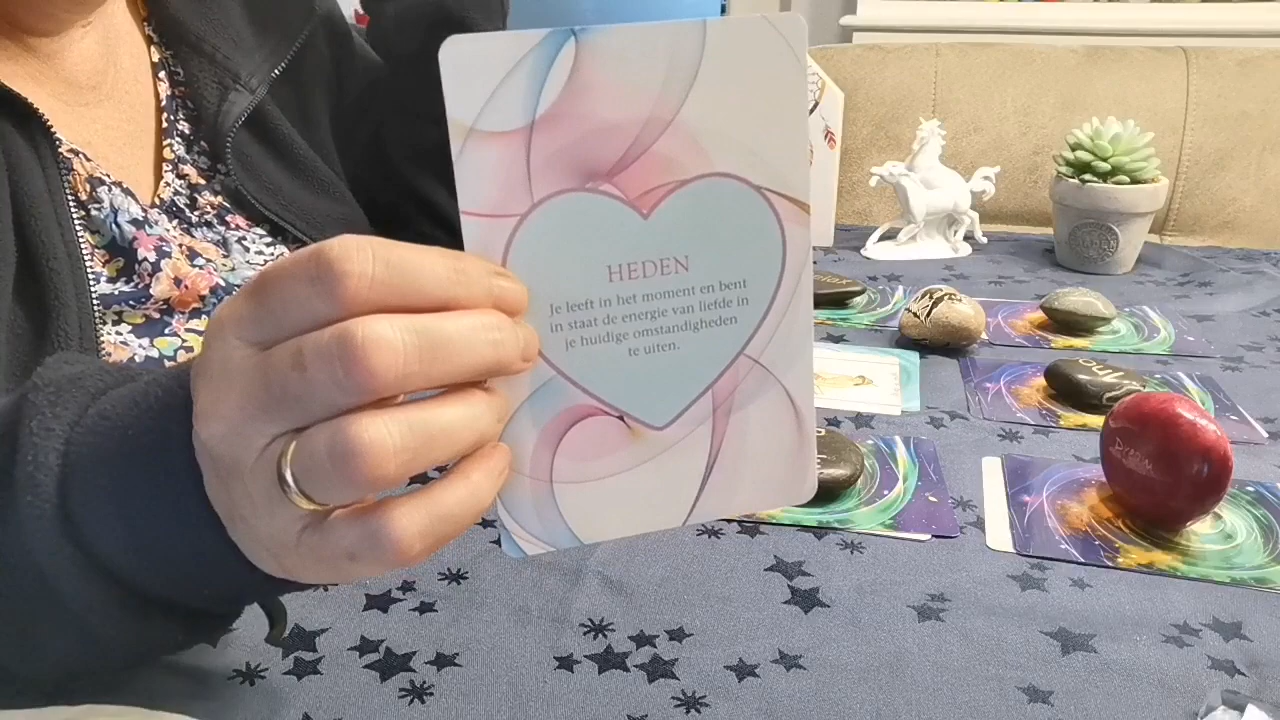 HEDEN
Je leeft in het moment en bent
in staat de energie van liefde in
je huidige omstandigheden
te uiten.
Dream